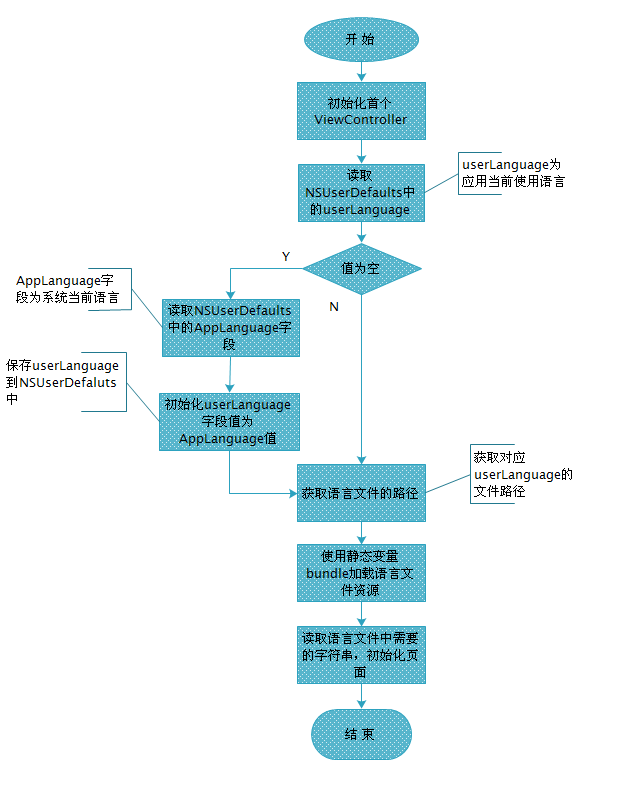 开 始
初始化首个
ViewController
读取
NSUserDefaults中
的userLanguage
userLanguage为
应用当前使用语言
值为空
Y
N
AppLanguage字
段为系统当前语言
读取NSUserDefaults
中的AppLanguage字
段
保存userLanguage
到NSUserDefaluts
中
初始化userLanguage
字段值为
AppLanguage值
获取语言文件的路径
获取对应
userLanguage的
文件路径
使用静态变量
bundle加载语言文
件资源
读取语言文件中需要
的字符串，初始化页
面
结 束